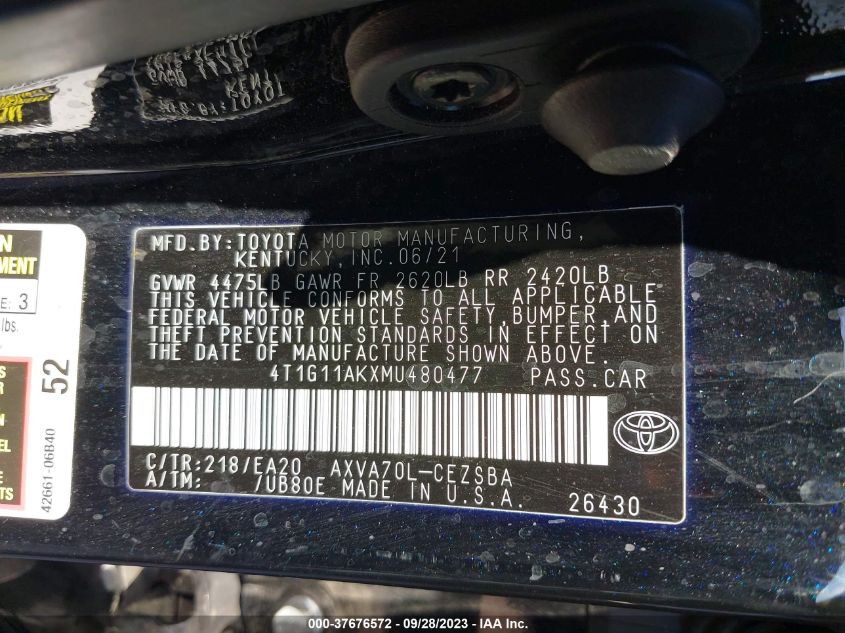 MFD.BY:TOYOTA MOTOR MANUFACTURING,
KENTUCKY,INC.06/21
GVWR 4475LB GAWR FR 2620LB RR 2420LB
THIS VEHICLE CONFORMS TO ALL APPLICABLE
FEDERAL MOTOR VEHICLE SAFETY,BUMPER,AND
THEFT PREVENTION STANDARDS IN EFFECT ON
THE DATE OF MANUFACTURE SHOWN ABOVE.
4T1G11AKXMU480477 PASS.CAR
C/TR:218/EA20 AXVA70L-CEZSBA
A/TM: /UB80E MADE IN U.S.A. 26430
E: 3
lbs.
52
42661-06B40
000-37676572 / 09/28/2023 / IAA Inc.